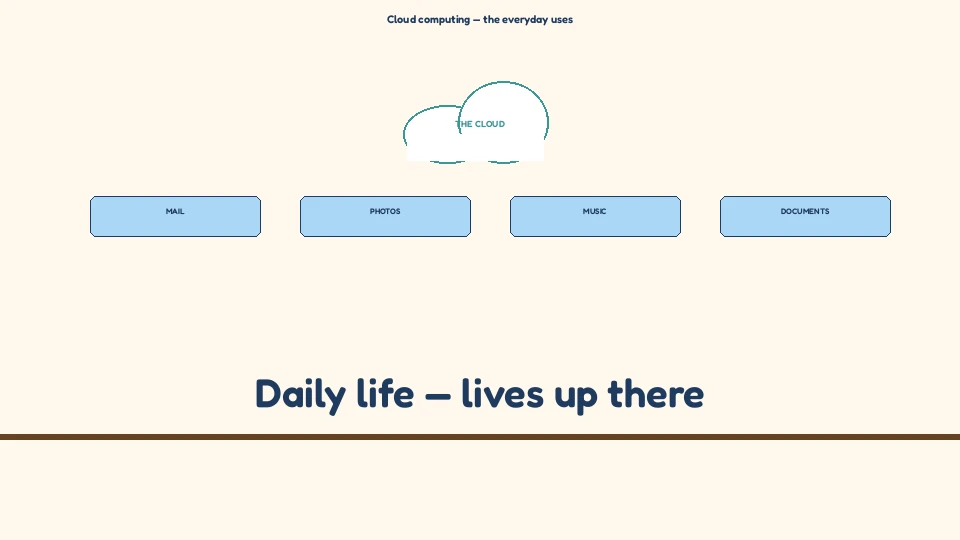 Cloud computing — the everyday uses
THE CLOUD
MAIL
PHOTOS
MUSIC
DOCUMENTS
Daily life — lives up there